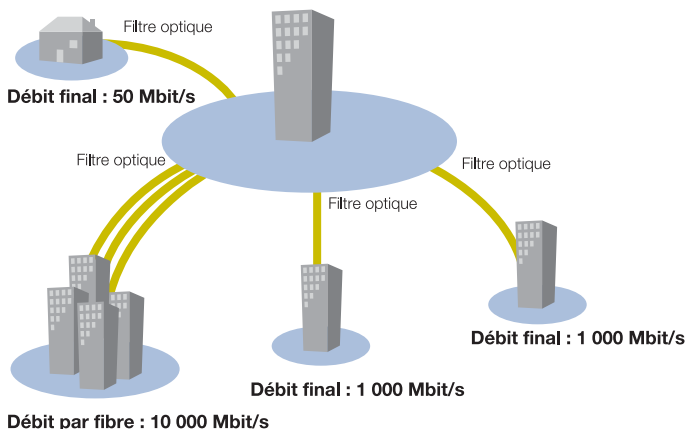 Filtre optique
Débit final : 50 Mbit/s
Filtre optique
Filtre optique
Filtre optique
Débit final : 1 000 Mbit/s
Débit final : 1 000 Mbit/s
Débit par fibre : 10 000 Mbit/s